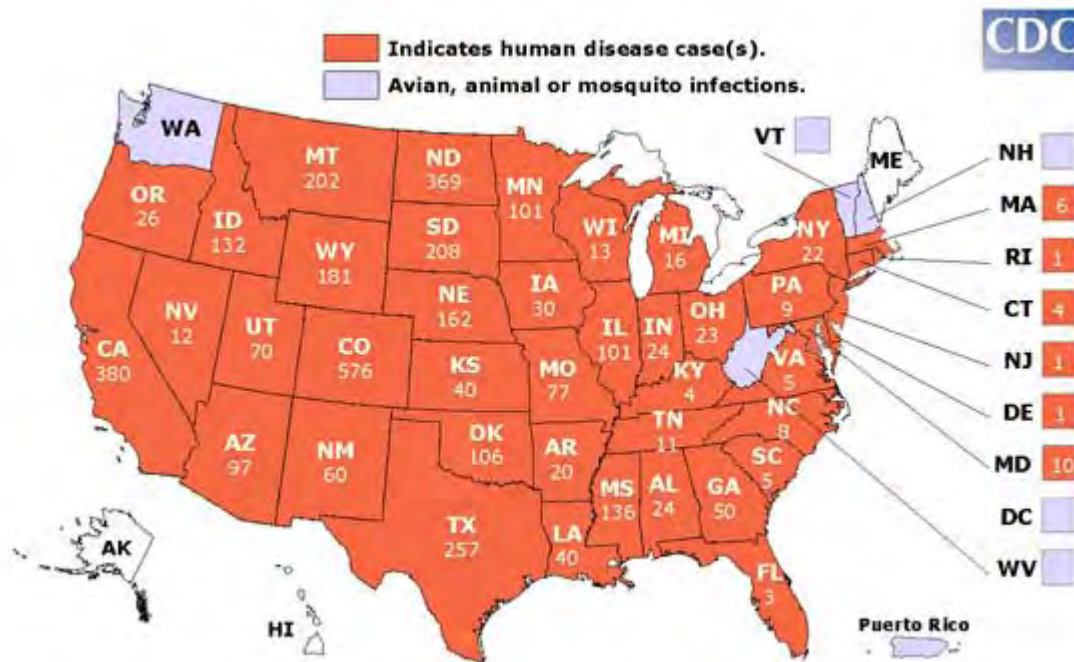 Indicates human disease case(s).
Avian, animal or mosquito infections.
CDC
WA
MT
202
ND
369
MN
101
VT
ME
NH
OR
26
ID
132
WY
181
SD
208
WI
13
MI
16
NY
22
MA 6
RI 1
NV
12
UT
70
CO
576
NE
162
IA
30
IL
101
IN
24
OH
23
PA
9
CT 4
CA
380
KS
40
MO
77
KY
4
VA
5
NJ 1
DE 1
AZ
97
NM
60
OK
106
AR
20
TN
11
NC
8
SC
5
MD 10
TX
257
LA
40
MS
136
AL
24
GA
50
DC
AK
FL
3
WV
HI
Puerto Rico